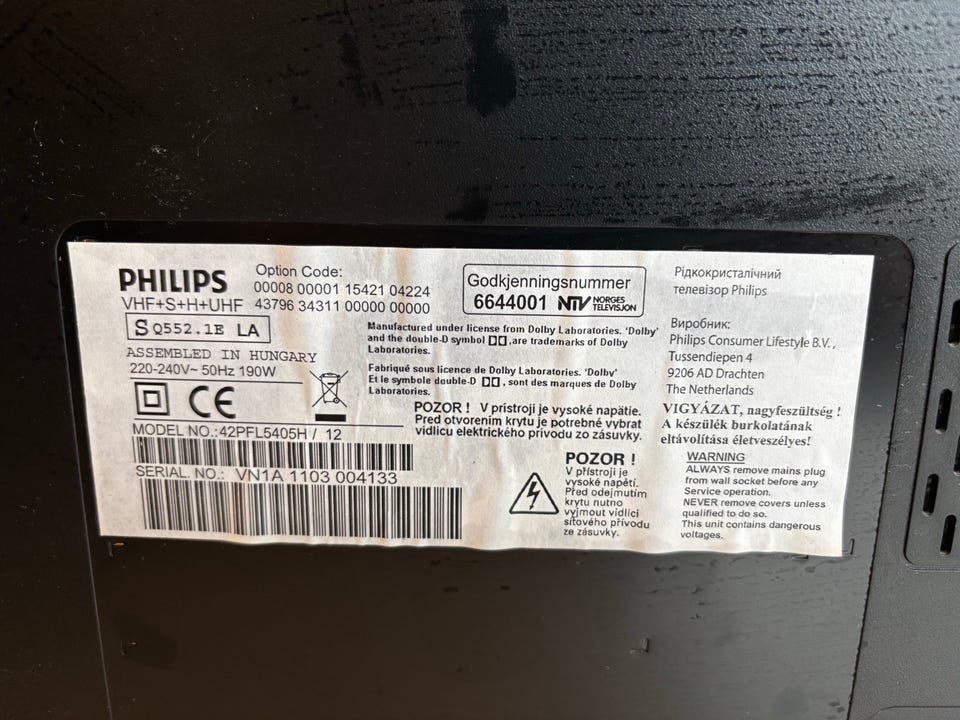 PHILIPS
VHF+S+H+UHF
S Q552.1E LA
ASSEMBLED IN HUNGARY
220-240V~ 50Hz 190W
CE
MODEL NO.:42PFL5405H / 12
SERIAL NO.: VN1A 1103 004133
Option Code:
00008 00001 15421 04224
43796 34311 00000 00000
Godkjenningsnummer
6644001 NTV NORGES
TELEVISJON
Manufactured under license from Dolby Laboratories. 'Dolby'
and the double-D symbol DD ,are trademarks of Dolby
Laboratories.
Fabriqué sous licence de Dolby Laboratories. 'Dolby'
Et le symbole double-D DD , sont des marques de Dolby
Laboratories.
POZOR ! V prístroji je vysoké napätie.
Pred otvorením krytu je potrebné vybrat
vidlicu elektrického prívodu zo zásuvky.
POZOR !
V přístroji je
vysoké napětí.
Před odejmutím
krytu nutno
vyjmout vidlici
síťového přívodu
ze zásuvky.
Рідкокристалічний
телевізор Philips
Виробник:
Philips Consumer Lifestyle B.V.,
Tussendiepen 4
9206 AD Drachten
The Netherlands
VIGYÁZAT, nagyfeszültség !
A készülék burkolatának
eltávolítása életveszélyes!
WARNING
ALWAYS remove mains plug
from wall socket before any
Service operation.
NEVER remove covers unless
qualified to do so.
This unit contains dangerous
voltages.